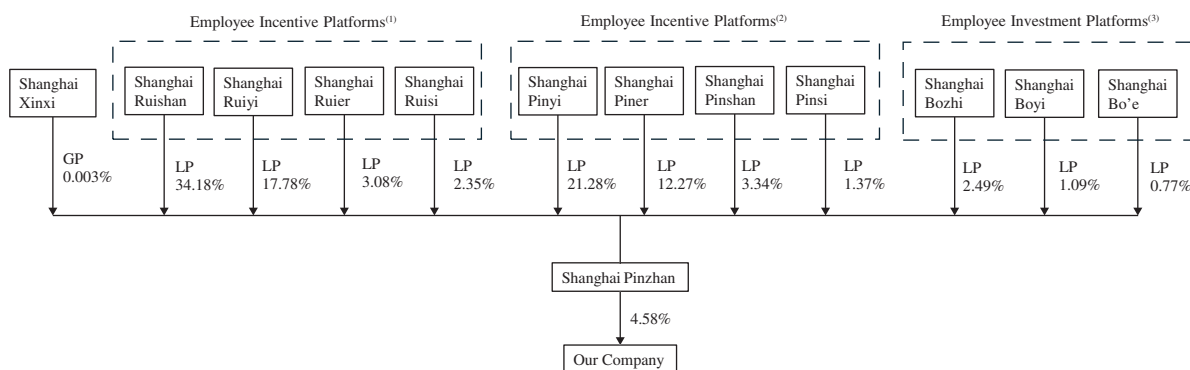 Employee Incentive Platforms(1)
Employee Incentive Platforms(2)
Employee Investment Platforms(3)
Shanghai
Xinxi
Shanghai
Ruishan
Shanghai
Ruiyi
Shanghai
Ruier
Shanghai
Ruisi
Shanghai
Pinyi
Shanghai
Piner
Shanghai
Pinshan
Shanghai
Pinsi
Shanghai
Bozhi
Shanghai
Boyi
Shanghai
Bo’e
GP
0.003%
LP
34.18%
LP
17.78%
LP
3.08%
LP
2.35%
LP
21.28%
LP
12.27%
LP
3.34%
LP
1.37%
LP
2.49%
LP
1.09%
LP
0.77%
Shanghai Pinzhan
4.58%
Our Company